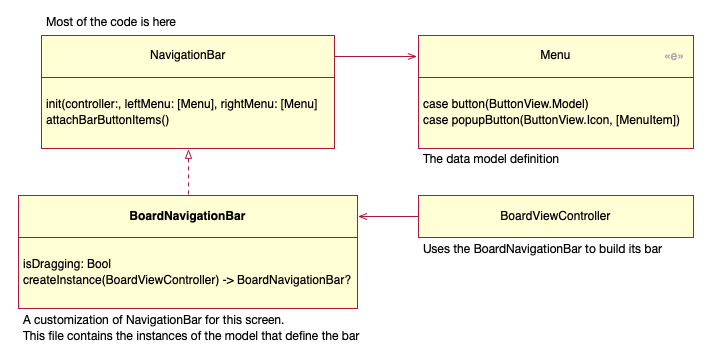 Most of the code is here
NavigationBar
init(controller:, leftMenu: [Menu], rightMenu: [Menu]
attachBarButtonItems()
Menu
«e»
case button(ButtonView.Model)
case popupButton(ButtonView.Icon, [MenuItem])
The data model definition
BoardNavigationBar
isDragging: Bool
createInstance(BoardViewController) -> BoardNavigationBar?
A customization of NavigationBar for this screen.
This file contains the instances of the model that define the bar
BoardViewController
Uses the BoardNavigationBar to build its bar